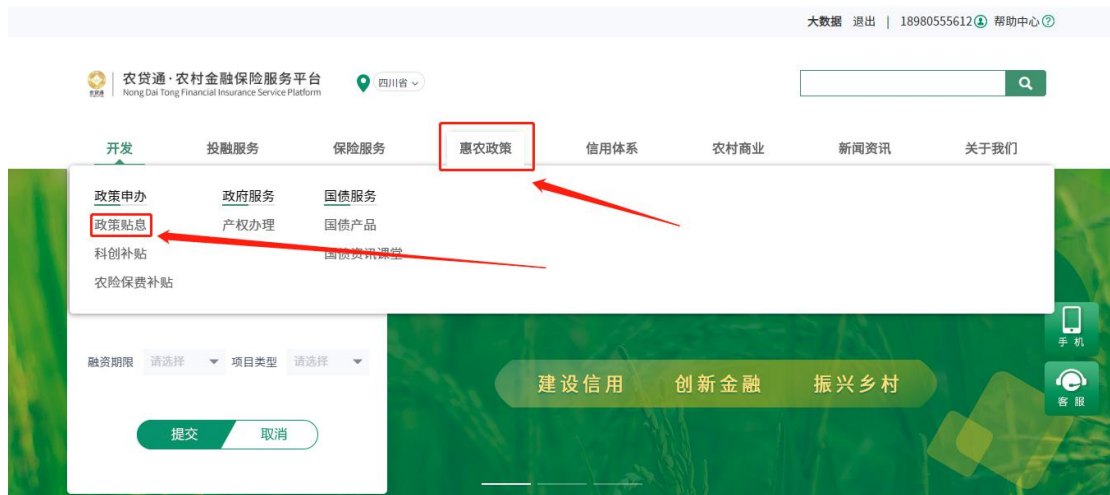 大数据 退出 | 18980555612 帮助中心
农贷通·农村金融保险服务平台
Nong Dai Tong Financial Insurance Service Platform
四川省
开发 投融服务 保险服务 惠农政策 信用体系 农村商业 新闻资讯 关于我们
政策申办 政府服务 国债服务
政策贴息 产权办理 国债产品
科创补贴 国债资讯课堂
农险保费补贴
手机
融资期限 请选择 项目类型 请选择
建设信用 创新金融 振兴乡村
客服
提交 取消